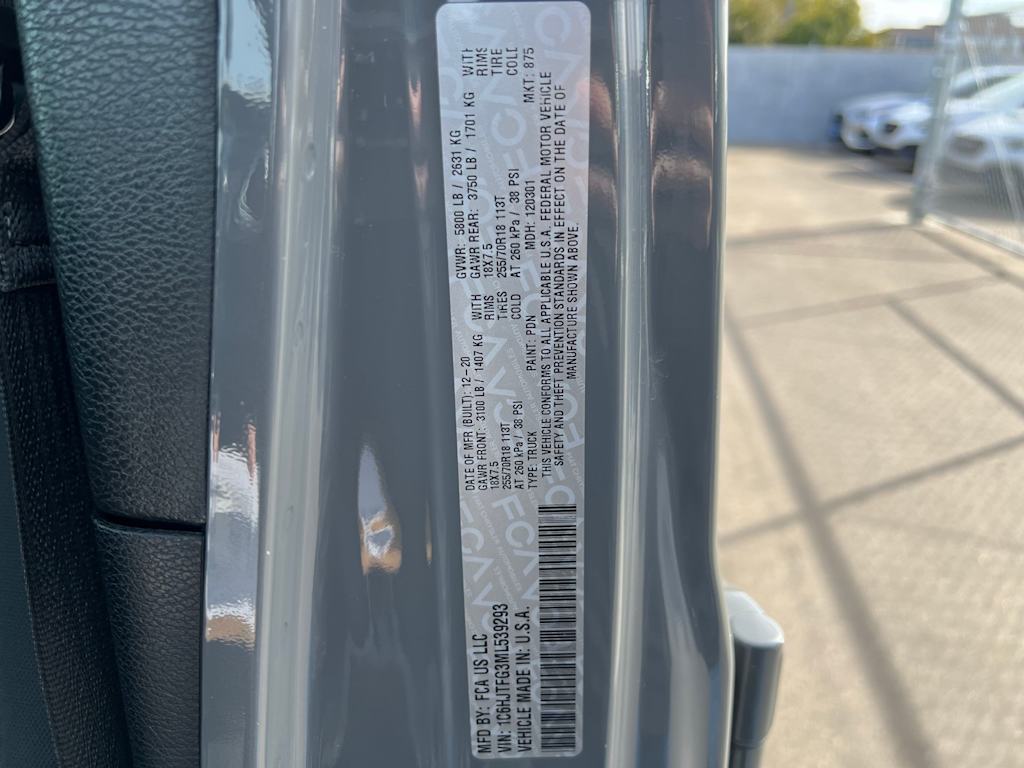 MFD BY: FCA US LLC
DATE OF MFR (BUILT): 12-20
GVWR: 5800 LB / 2631 KG
GAWR FRONT: 3100 LB / 1407 KG WITH
GAWR REAR: 3750 LB / 1701 KG WITH
18X7.5 RIMS
18X7.5 RIMS
255/70R18 113T TIRES
255/70R18 113T TIRE
AT 260 kPa / 38 PSI COLD
AT 260 kPa / 38 PSI COLD
VIN: 1C6HJTFG3ML539293
TYPE: TRUCK PAINT: PDN MDH: 120301 MKT: 875
VEHICLE MADE IN: U.S.A.
THIS VEHICLE CONFORMS TO ALL APPLICABLE U.S.A. FEDERAL MOTOR VEHICLE
SAFETY AND THEFT PREVENTION STANDARDS IN EFFECT ON THE DATE OF
MANUFACTURE SHOWN ABOVE.